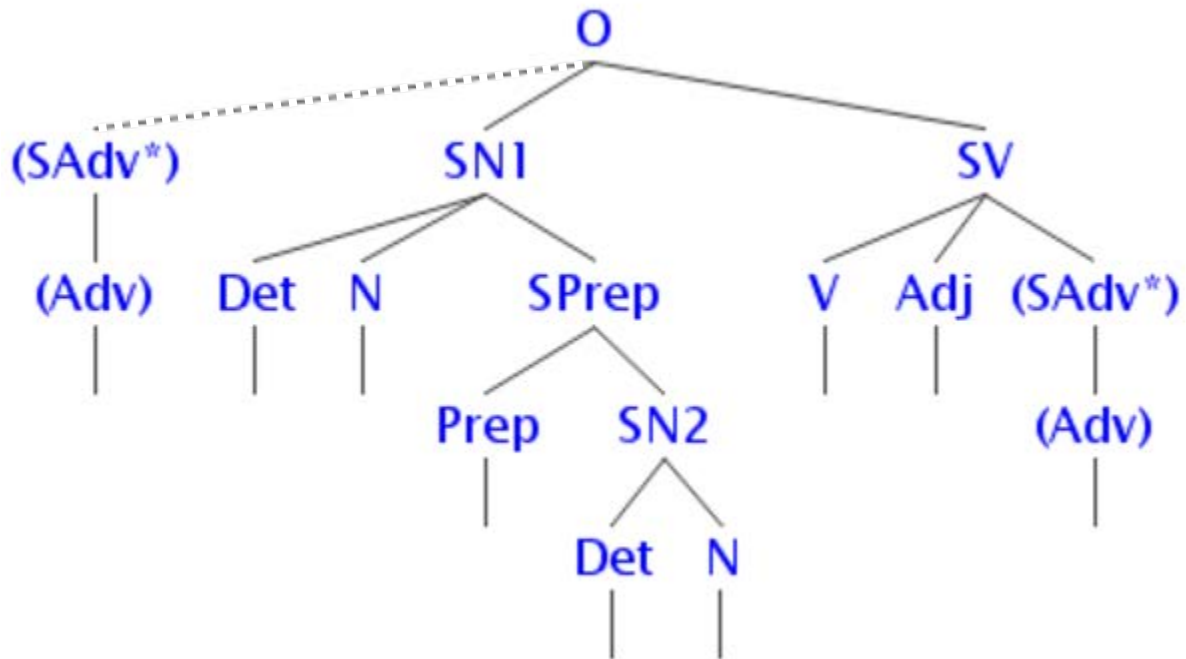 O
(SAdv*) SN1 SV
(Adv) Det N SPrep V Adj (SAdv*)
Prep SN2 (Adv)
Det N